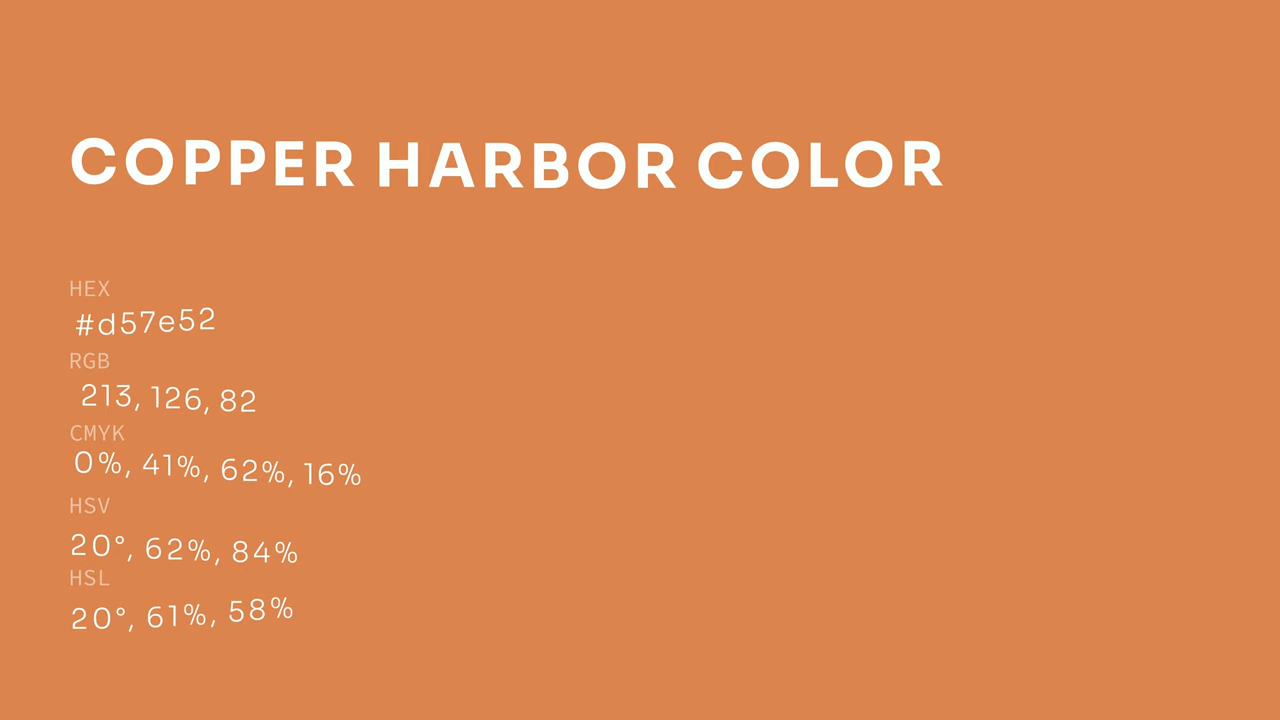 COPPER HARBOR COLOR
HEX
#d57e52
RGB
213, 126, 82
CMYK
0%, 41%, 62%, 16%
HSV
20°, 62%, 84%
HSL
20°, 61%, 58%